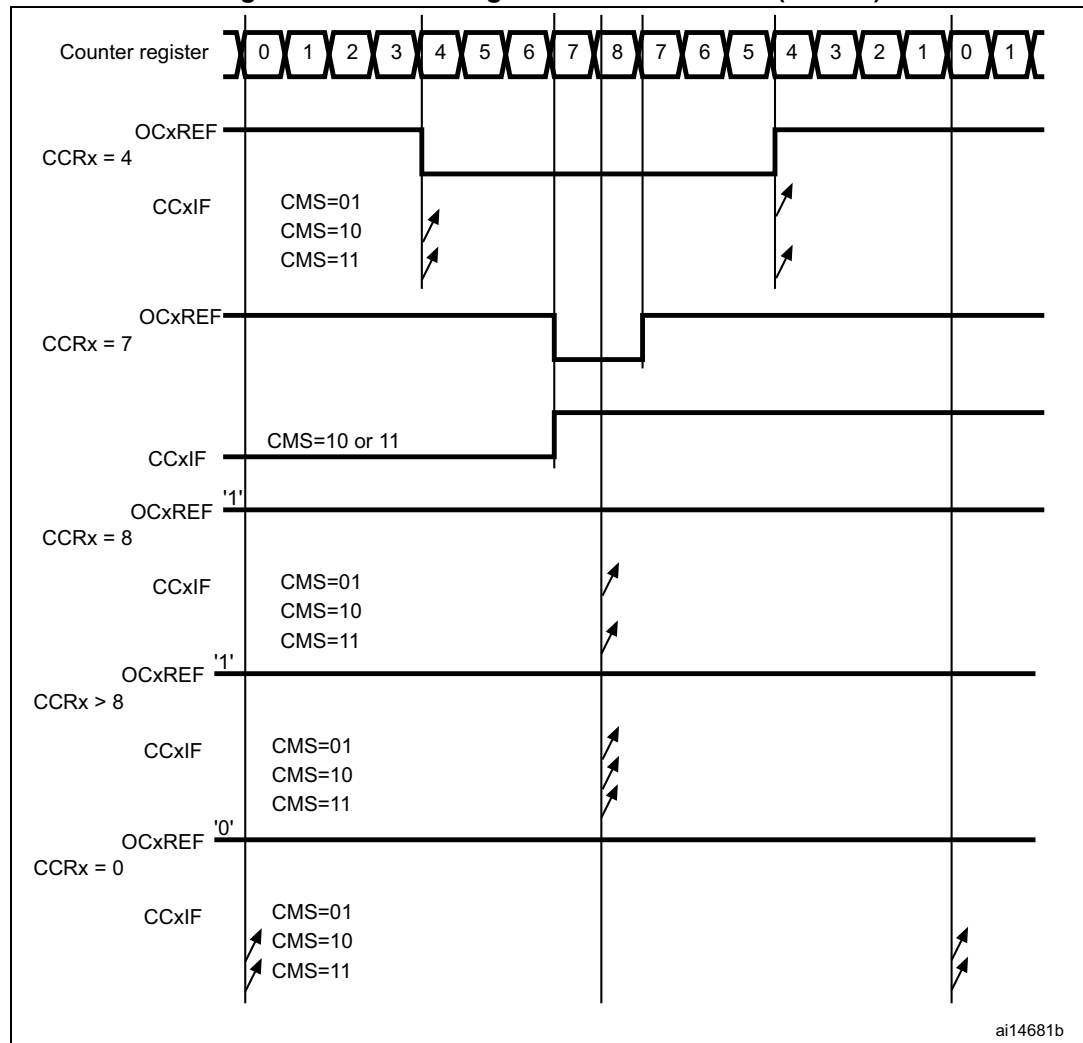 Counter register 0 1 2 3 4 5 6 7 8 7 6 5 4 3 2 1 0 1
OCxREF
CCRx = 4
CCxIF
CMS=01
CMS=10
CMS=11
OCxREF
CCRx = 7
CMS=10 or 11
CCxIF
'1'
OCxREF
CCRx = 8
CCxIF
CMS=01
CMS=10
CMS=11
'1'
OCxREF
CCRx > 8
CCxIF
CMS=01
CMS=10
CMS=11
'0'
OCxREF
CCRx = 0
CCxIF
CMS=01
CMS=10
CMS=11
ai14681b